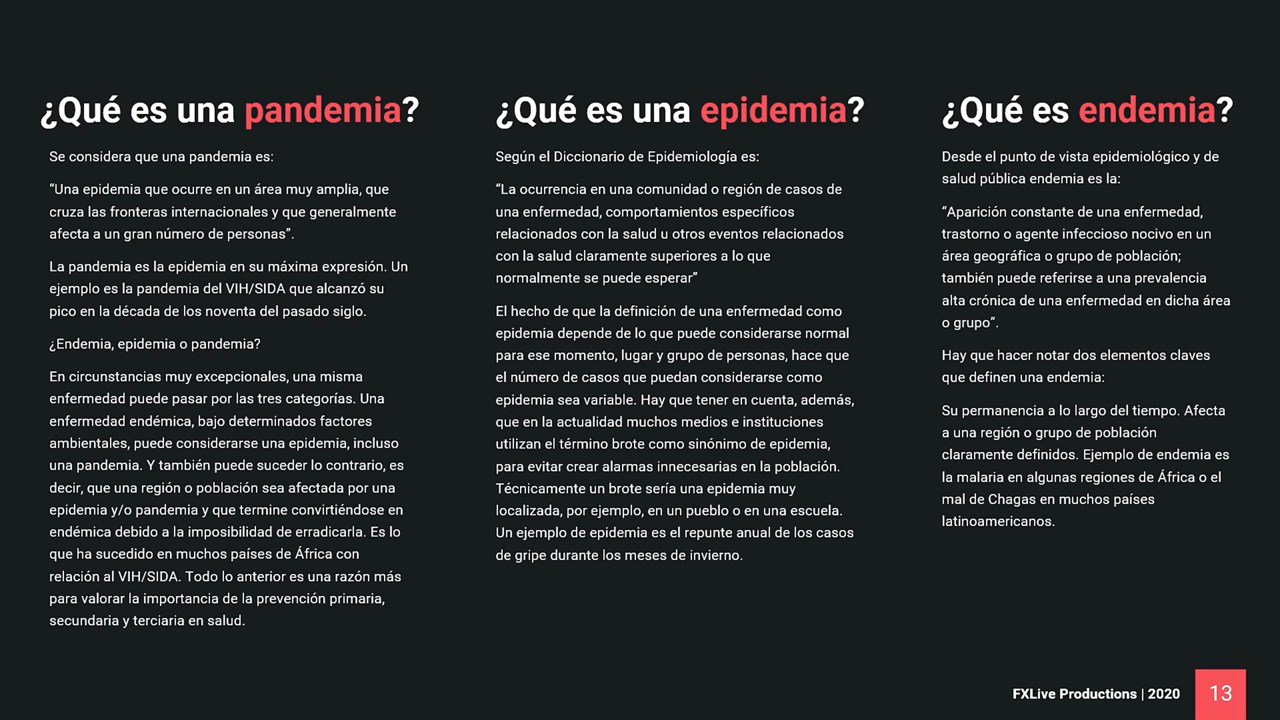 ¿Qué es una pandemia?
Se considera que una pandemia es:
“Una epidemia que ocurre en un área muy amplia, que
cruza las fronteras internacionales y que generalmente
afecta a un gran número de personas”.
La pandemia es la epidemia en su máxima expresión. Un
ejemplo es la pandemia del VIH/SIDA que alcanzó su
pico en la década de los noventa del pasado siglo.
¿Endemia, epidemia o pandemia?
En circunstancias muy excepcionales, una misma
enfermedad puede pasar por las tres categorías. Una
enfermedad endémica, bajo determinados factores
ambientales, puede considerarse una epidemia, incluso
una pandemia. Y también puede suceder lo contrario, es
decir, que una región o población sea afectada por una
epidemia y/o pandemia y que termine convirtiéndose en
endémica debido a la imposibilidad de erradicarla. Es lo
que ha sucedido en muchos países de África con
relación al VIH/SIDA. Todo lo anterior es una razón más
para valorar la importancia de la prevención primaria,
secundaria y terciaria en salud.
¿Qué es una epidemia?
Según el Diccionario de Epidemiología es:
“La ocurrencia en una comunidad o región de casos de
una enfermedad, comportamientos específicos
relacionados con la salud u otros eventos relacionados
con la salud claramente superiores a lo que
normalmente se puede esperar”
El hecho de que la definición de una enfermedad como
epidemia depende de lo que puede considerarse normal
para ese momento, lugar y grupo de personas, hace que
el número de casos que puedan considerarse como
epidemia sea variable. Hay que tener en cuenta, además,
que en la actualidad muchos medios e instituciones
utilizan el término brote como sinónimo de epidemia,
para evitar crear alarmas innecesarias en la población.
Técnicamente un brote sería una epidemia muy
localizada, por ejemplo, en un pueblo o en una escuela.
Un ejemplo de epidemia es el repunte anual de los casos
de gripe durante los meses de invierno.
¿Qué es endemia?
Desde el punto de vista epidemiológico y de
salud pública endemia es la:
“Aparición constante de una enfermedad,
trastorno o agente infeccioso nocivo en un
área geográfica o grupo de población;
también puede referirse a una prevalencia
alta crónica de una enfermedad en dicha área
o grupo”.
Hay que hacer notar dos elementos claves
que definen una endemia:
Su permanencia a lo largo del tiempo. Afecta
a una región o grupo de población
claramente definidos. Ejemplo de endemia es
la malaria en algunas regiones de África o el
mal de Chagas en muchos países
latinoamericanos.
FXLive Productions | 2020
13